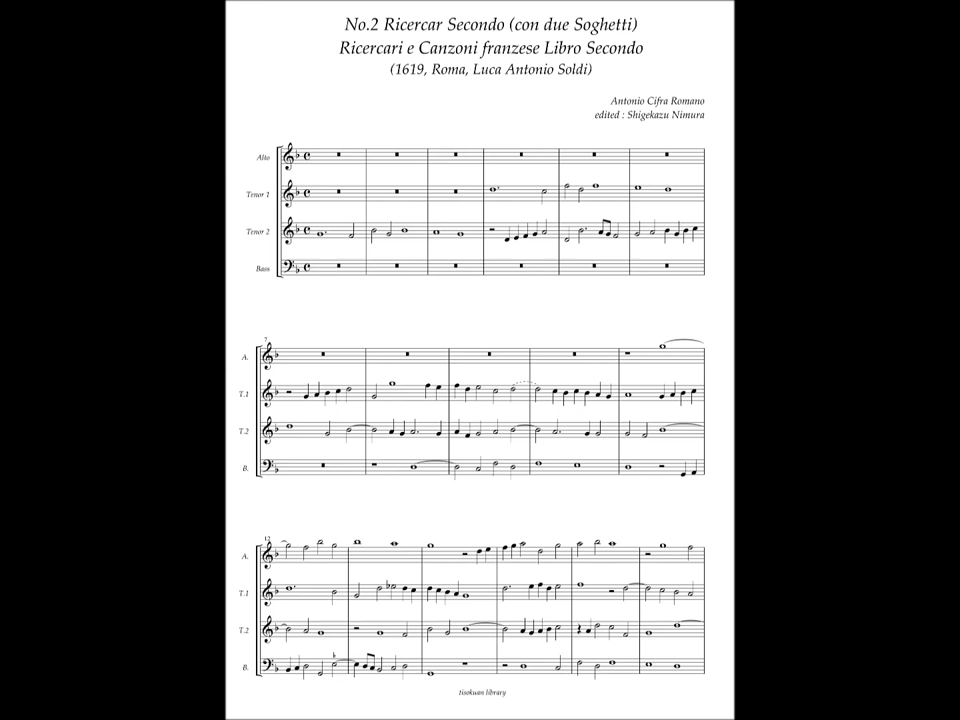 No.2 Ricercar Secondo (con due Soghetti)
Ricercari e Canzoni franzese Libro Secondo
(1619, Roma, Luca Antonio Soldi)
Antonio Cifra Romano
edited : Shigekazu Nimura
Alto
Tenor 1
Tenor 2
Bass
7
A.
T.1
T.2
B.
12
A.
T.1
T.2
B.
tisokuan library